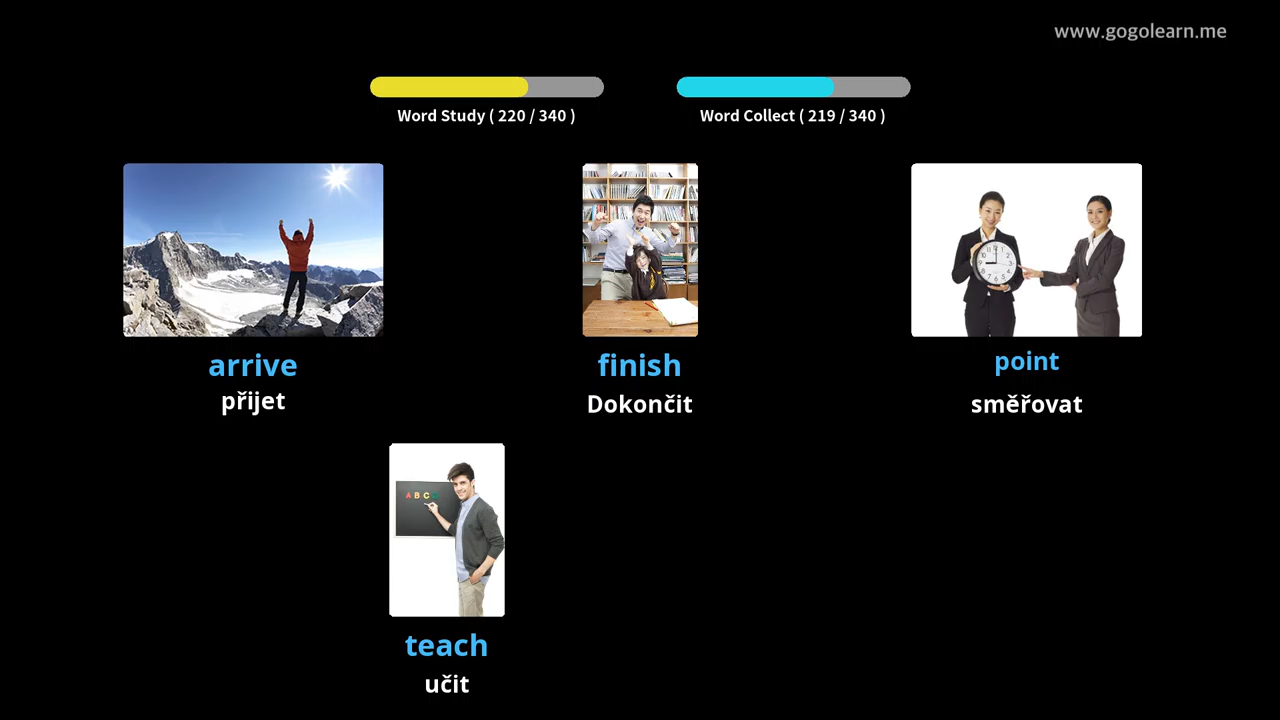 www.gogolearn.me
Word Study ( 220 / 340 )
Word Collect ( 219 / 340 )
arrive
přijet
finish
Dokončit
point
směřovat
A B C
teach
učit